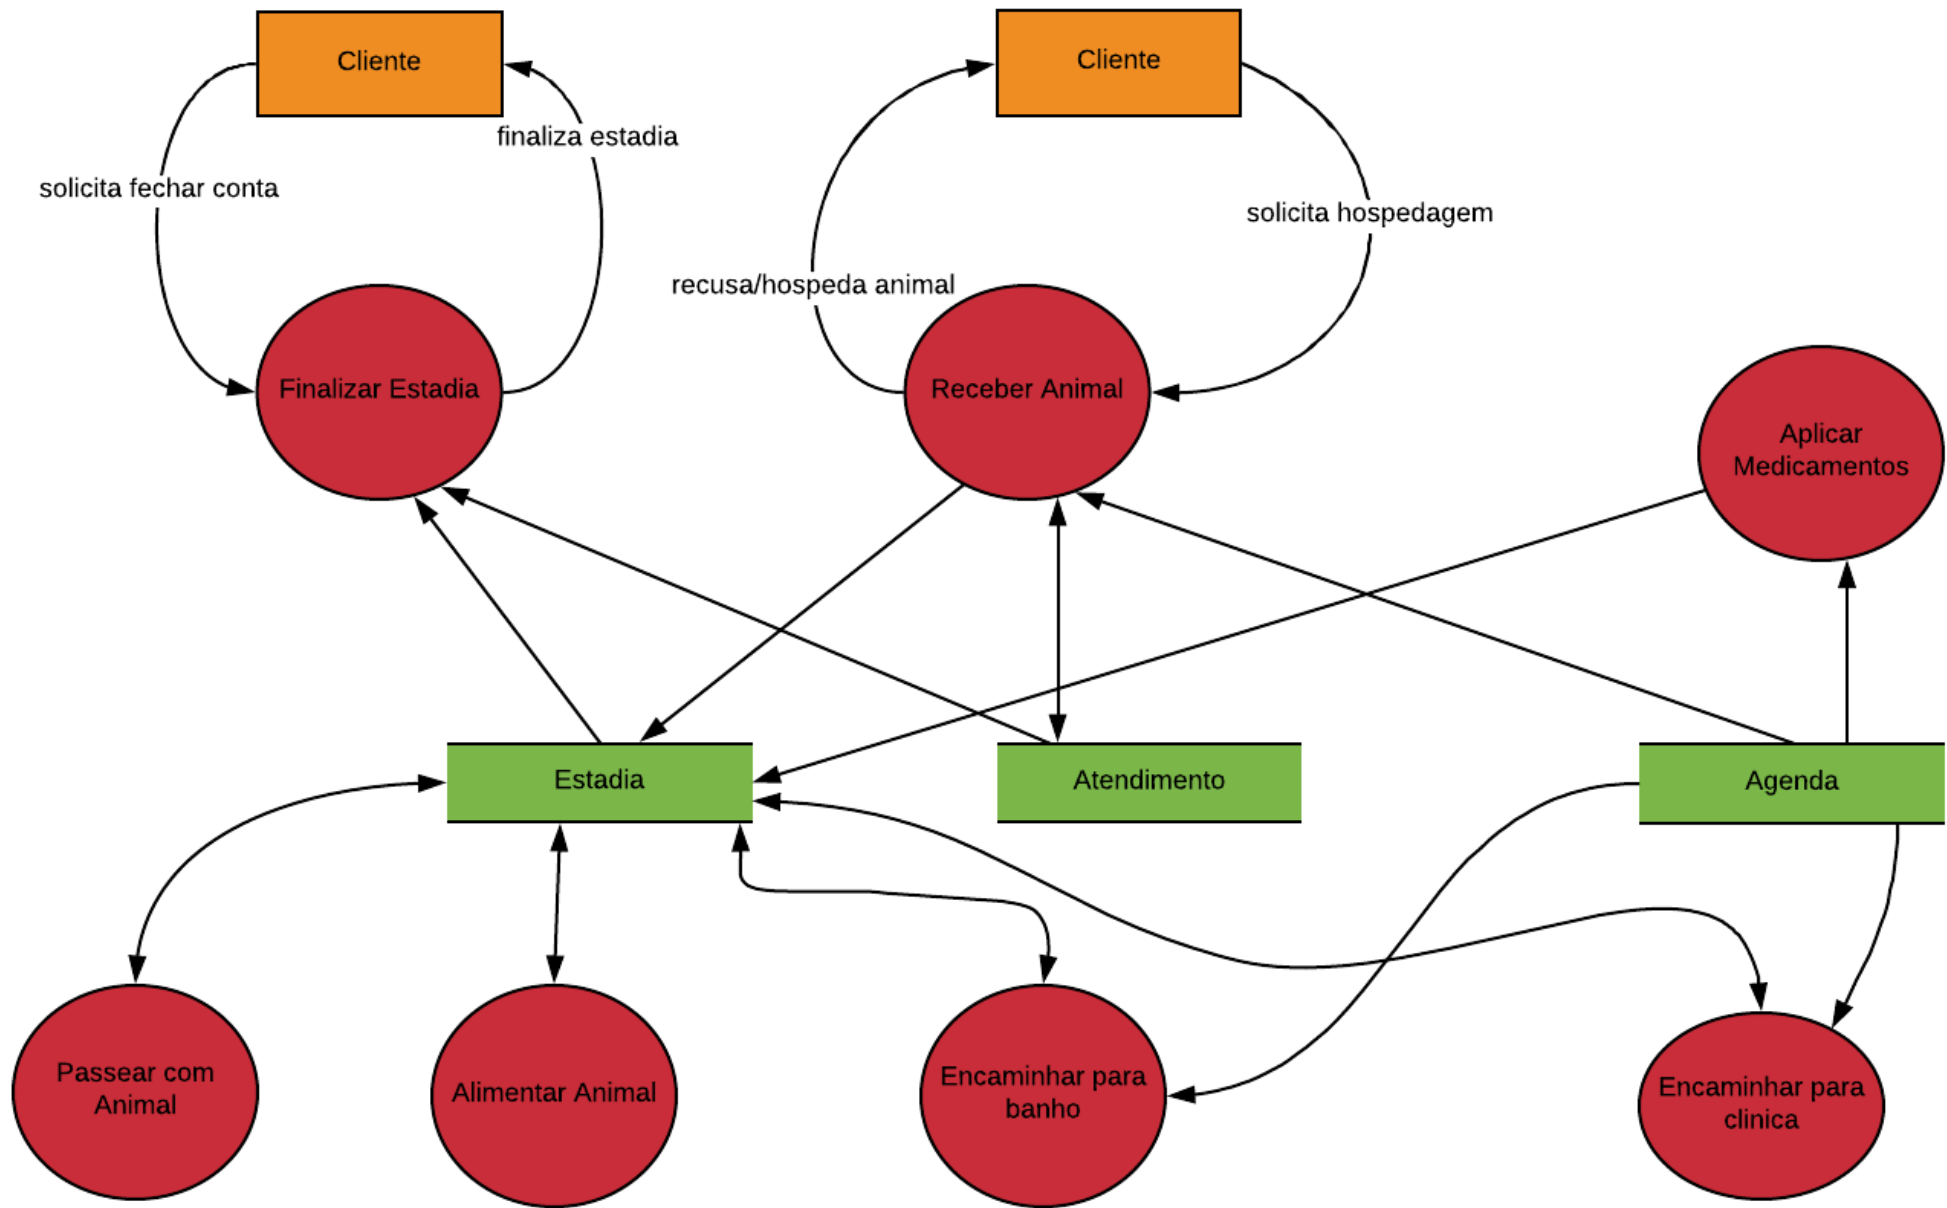 Cliente
Cliente
finaliza estadia
solicita fechar conta
solicita hospedagem
recusa/hospeda animal
Finalizar Estadia
Receber Animal
Aplicar
Medicamentos
Estadia
Atendimento
Agenda
Passear com
Animal
Alimentar Animal
Encaminhar para
banho
Encaminhar para
clinica